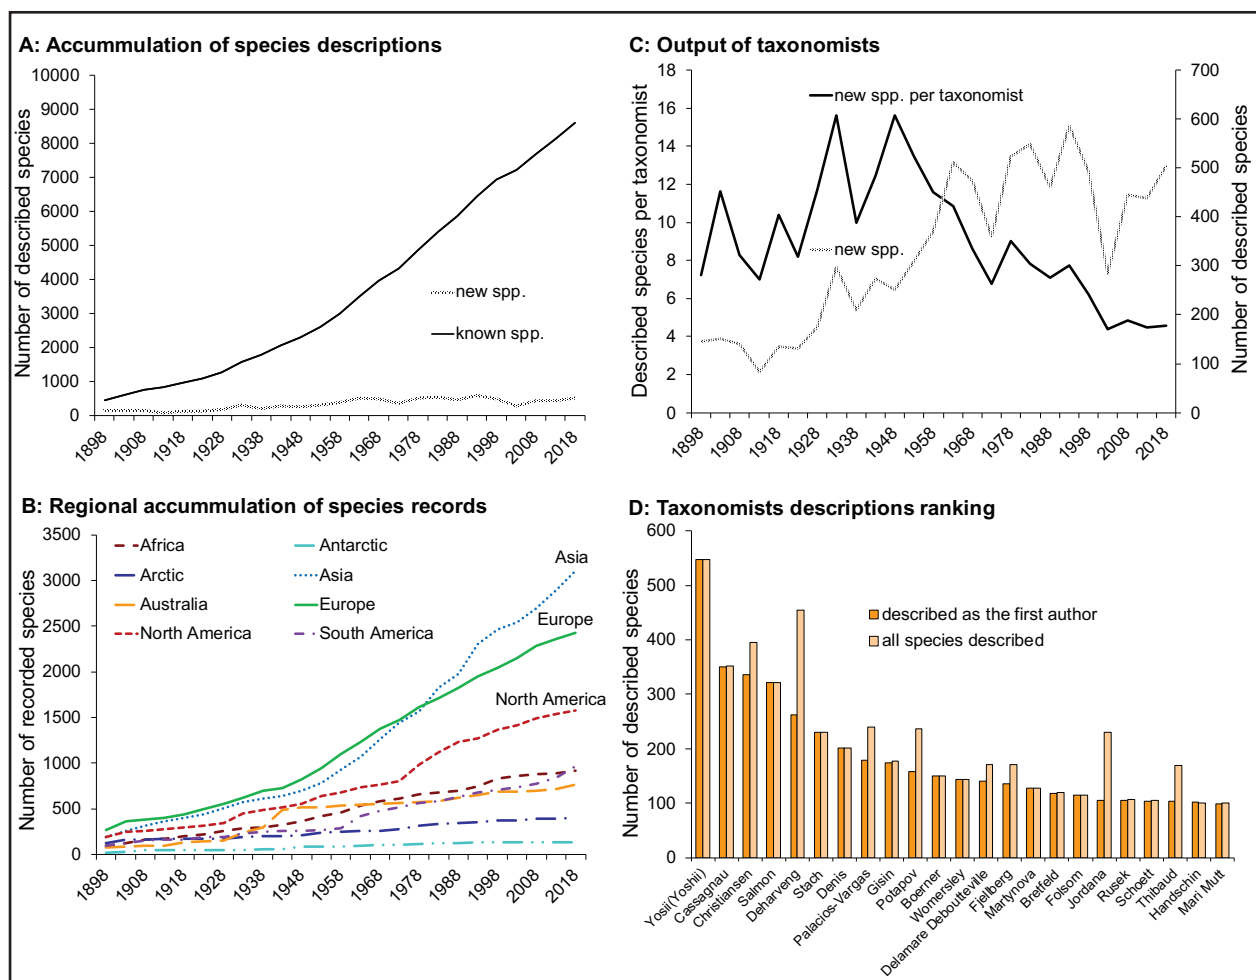 A: Accummulation of species descriptions
Number of described species
10000
9000
8000
7000
6000
5000
4000
3000
2000
1000
0
new spp.
known spp.
1898
1908
1918
1928
1938
1948
1958
1968
1978
1988
1998
2008
2018
C: Output of taxonomists
Described species per taxonomist
18
16
14
12
10
8
6
4
2
0
new spp. per taxonomist
new spp.
700
600
500
400
300
200
100
0
Number of described species
1898
1908
1918
1928
1938
1948
1958
1968
1978
1988
1998
2008
2018
B: Regional accummulation of species records
Number of recorded species
3500
3000
2500
2000
1500
1000
500
0
Africa
Antarctic
Arctic
Asia
Australia
Europe
North America
South America
Asia
Europe
North America
1898
1908
1918
1928
1938
1948
1958
1968
1978
1988
1998
2008
2018
D: Taxonomists descriptions ranking
Number of described species
600
500
400
300
200
100
0
described as the first author
all species described
Yosii(Yoshii)
Cassagnau
Christiansen
Salmon
Deharveng
Stach
Denis
Palacios-Vargas
Gisin
Potapov
Boerner
Womersley
Delamare Deboutteville
Fjellberg
Martynova
Bretfeld
Folsom
Jordana
Rusek
Schoett
Thibaud
Handschin
Mari Mutt